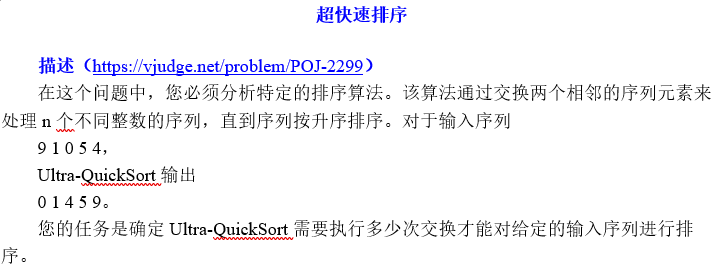 超快速排序
描述（https://vjudge.net/problem/POJ-2299）
在这个问题中，您必须分析特定的排序算法。该算法通过交换两个相邻的序列元素来
处理 n 个不同整数的序列，直到序列按升序排序。对于输入序列
9 1 0 5 4，
Ultra-QuickSort 输出
0 1 4 5 9。
您的任务是确定 Ultra-QuickSort 需要执行多少次交换才能对给定的输入序列进行排
序。